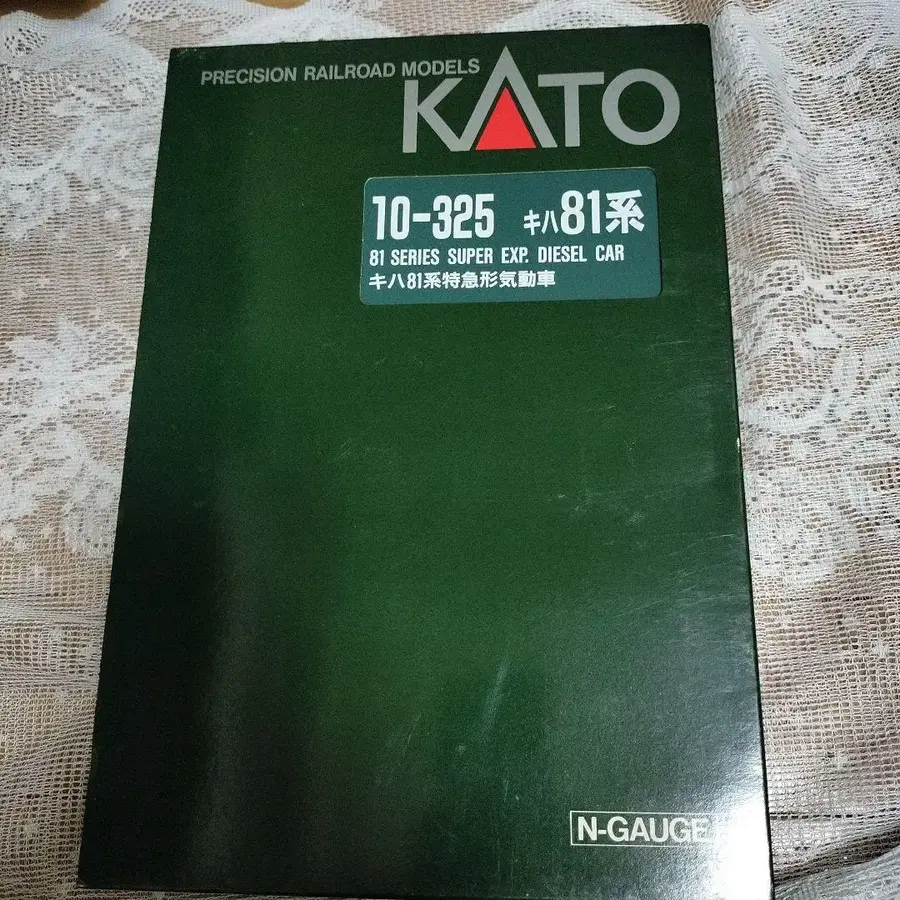 PRECISION RAILROAD MODELS
KATO
10-325 キハ81系
81 SERIES SUPER EXP. DIESEL CAR
キハ81系特急形気動車
N-GAUGE